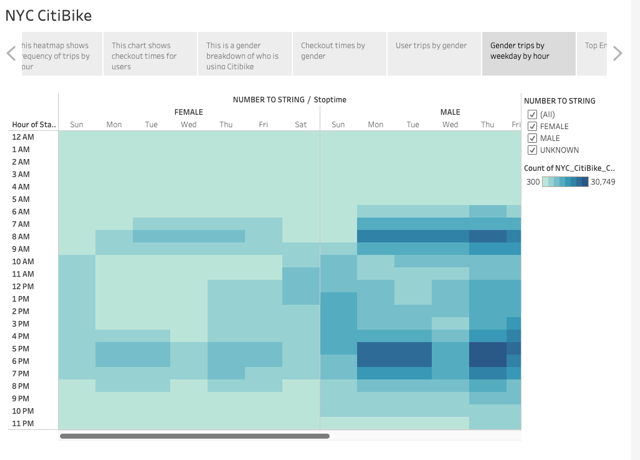 NYC CitiBike
his heatmap shows
requency of trips by
our
This chart shows
checkout times for
users
This is a gender
breakdown of who is
using Citibike
Checkout times by
gender
User trips by gender
Gender trips by
weekday by hour
Top En
NUMBER TO STRING / Stoptime
FEMALE MALE
Hour of Sta.. Sun Mon Tue Wed Thu Fri Sat Sun Mon Tue Wed Thu Fri
12 AM
1 AM
2 AM
3 AM
4 AM
5 AM
6 AM
7 AM
8 AM
9 AM
10 AM
11 AM
12 PM
1 PM
2 PM
3 PM
4 PM
5 PM
6 PM
7 PM
8 PM
9 PM
10 PM
11 PM
NUMBER TO STRING
(All)
FEMALE
MALE
UNKNOWN
Count of NYC_CitiBike_C..
300 30,749